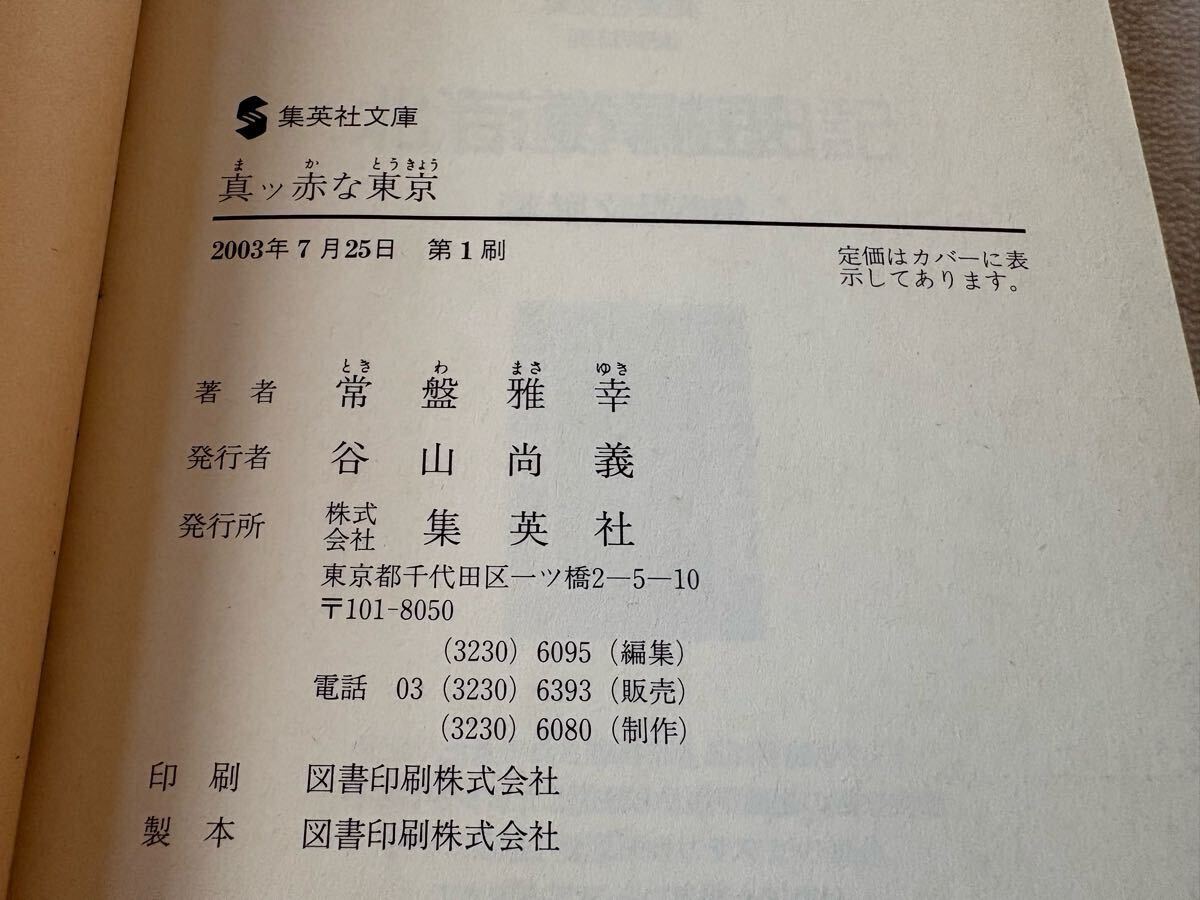 集英社文庫
真ッ赤な東京
2003年7月25日 第1刷
定価はカバーに表
示してあります。
著者 常盤雅幸
発行者 谷山尚義
発行所 株式会社 集英社
東京都千代田区一ツ橋2—5—10
〒101-8050
(3230) 6095 (編集)
電話 03 (3230) 6393 (販売)
(3230) 6080 (制作)
印刷 図書印刷株式会社
製本 図書印刷株式会社